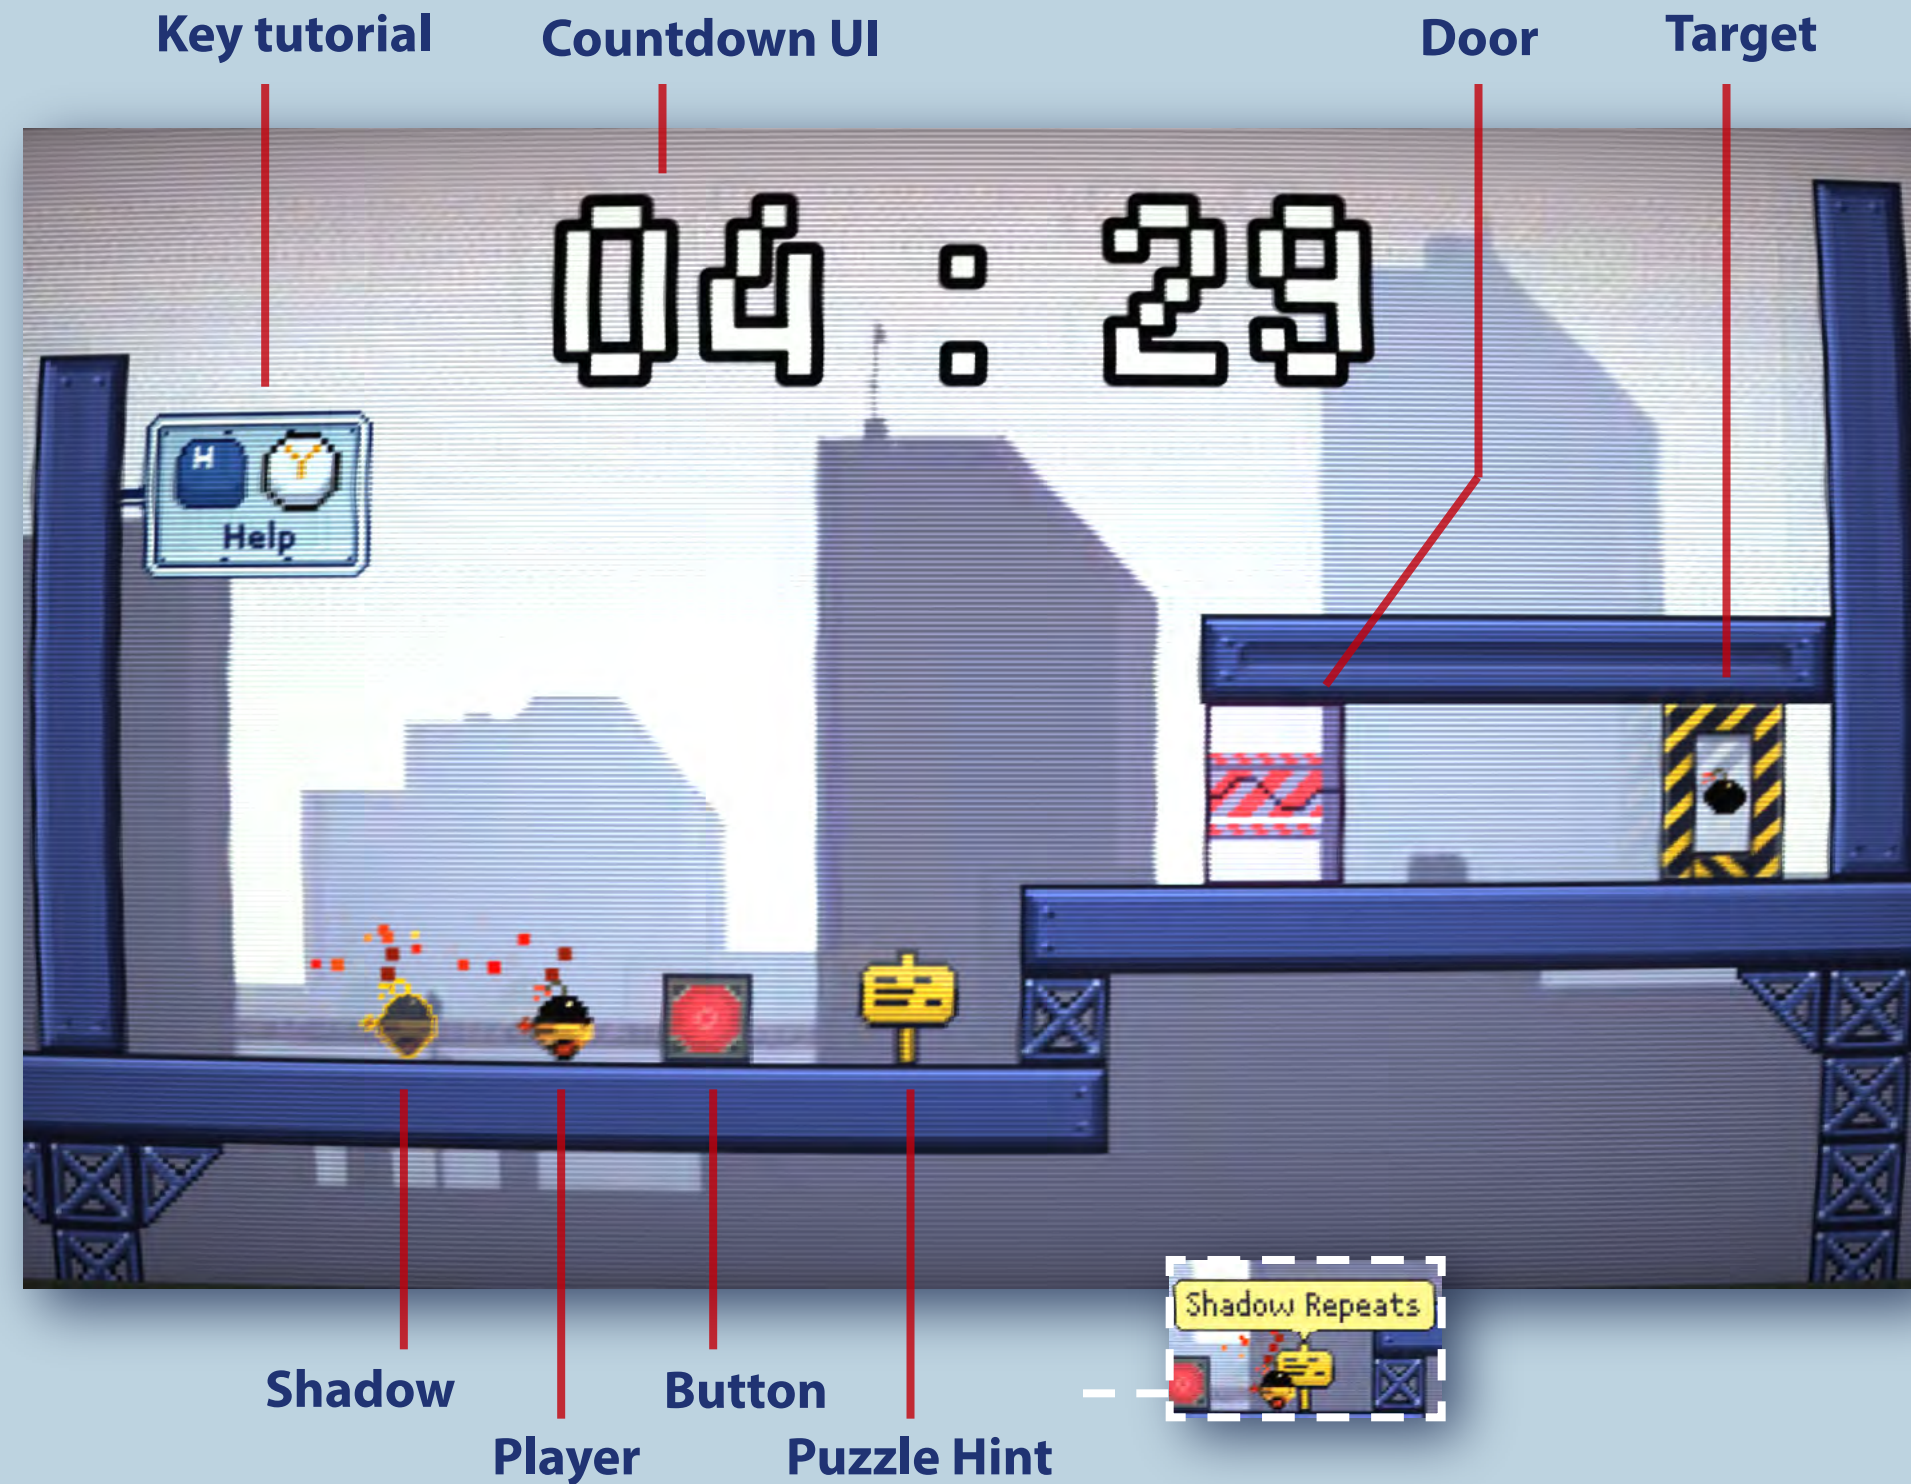 Key tutorial
Countdown UI
Door
Target
04 : 29
H Y
Help
Shadow Repeats
Shadow
Button
Player
Puzzle Hint